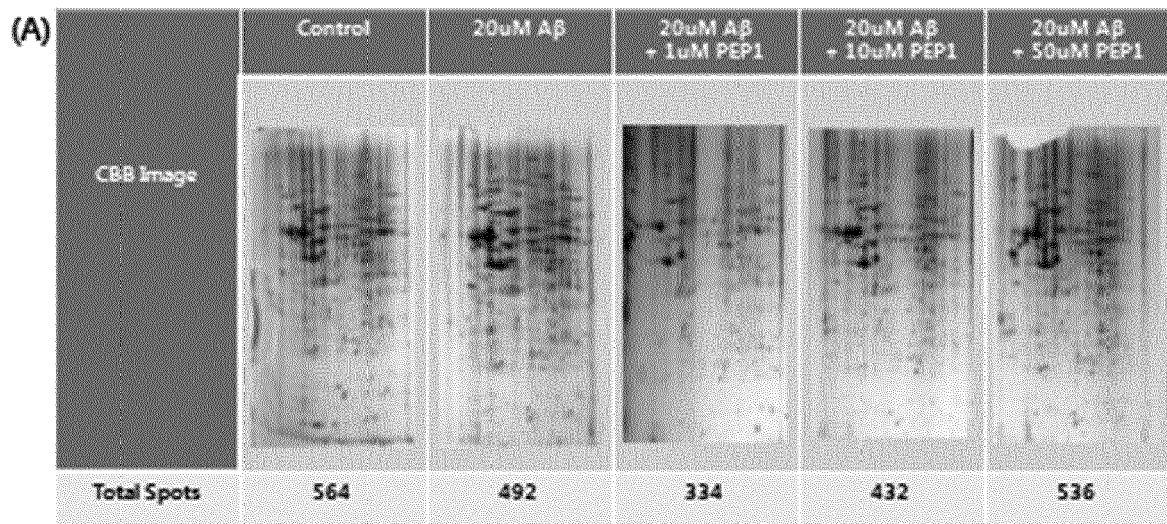 (A)
Control
20uM Aβ
20uM Aβ
+ 1uM PEP1
20uM Aβ
+ 10uM PEP1
20uM Aβ
+ 50uM PEP1
CBB Image
Total Spots
564
492
334
432
536